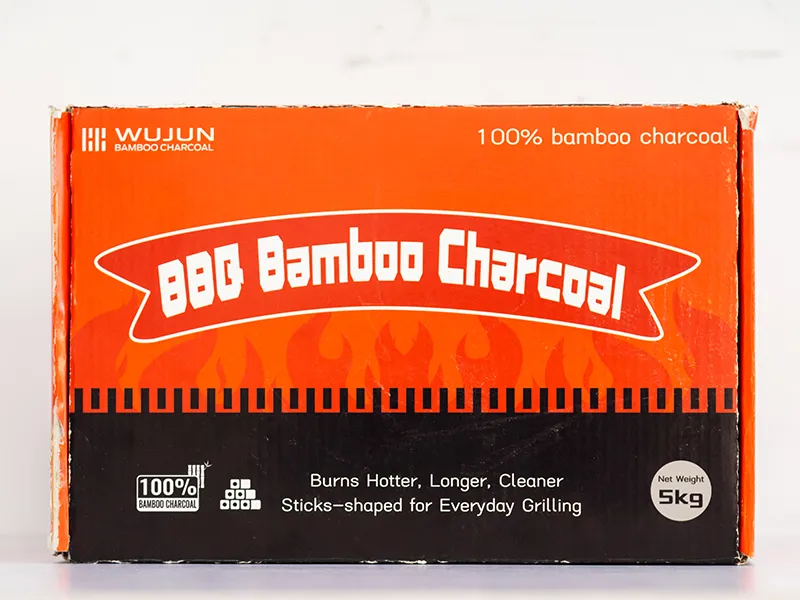 WUJUN
BAMBOO CHARCOAL
100% bamboo charcoal
BBQ Bamboo Charcoal
100%
BAMBOO CHARCOAL
Burns Hotter, Longer, Cleaner
Sticks-shaped for Everyday Grilling
Net Weight
5kg